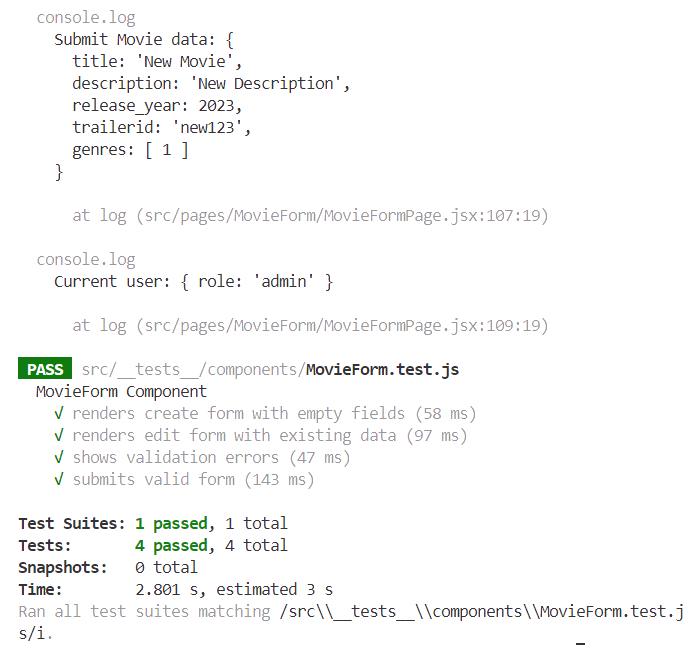 console.log
Submit Movie data: {
title: 'New Movie',
description: 'New Description',
release_year: 2023,
trailerid: 'new123',
genres: [ 1 ]
}
at log (src/pages/MovieForm/MovieFormPage.jsx:107:19)
console.log
Current user: { role: 'admin' }
at log (src/pages/MovieForm/MovieFormPage.jsx:109:19)
PASS src/__tests__/components/MovieForm.test.js
MovieForm Component
√ renders create form with empty fields (58 ms)
√ renders edit form with existing data (97 ms)
√ shows validation errors (47 ms)
√ submits valid form (143 ms)
Test Suites: 1 passed, 1 total
Tests: 4 passed, 4 total
Snapshots: 0 total
Time: 2.801 s, estimated 3 s
Ran all test suites matching /src\\__tests__\\components\\MovieForm.test.j
s/i.